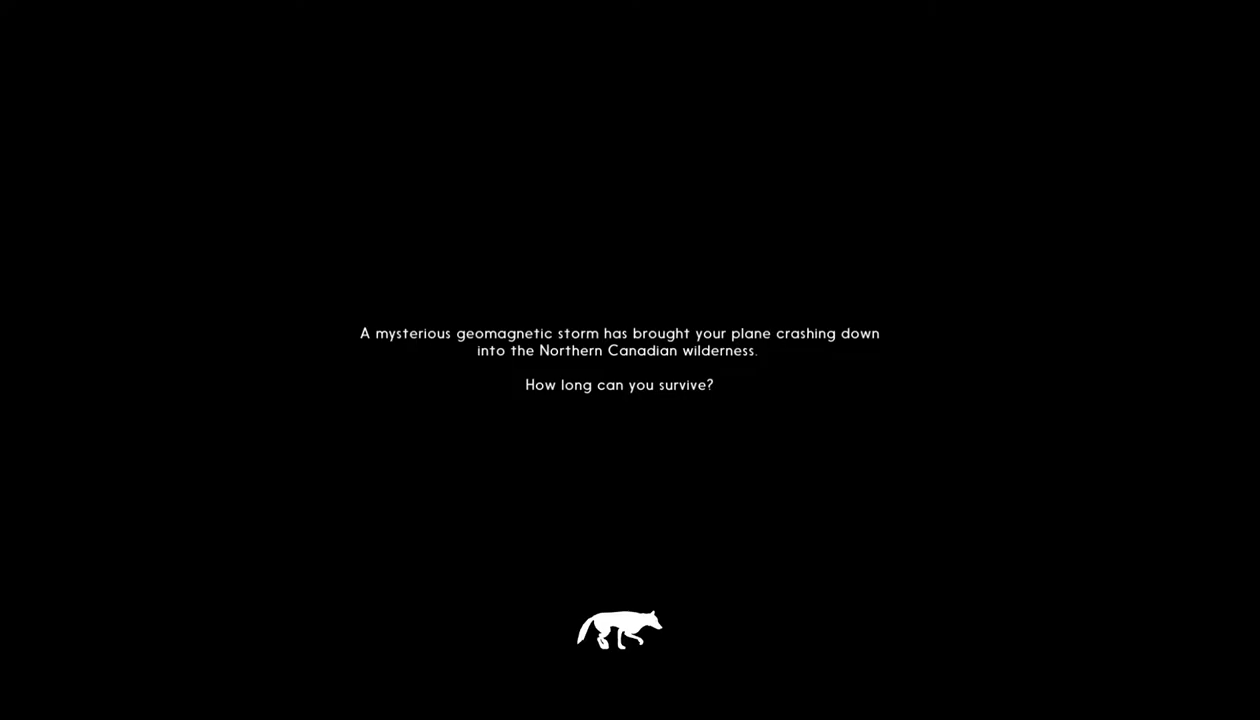 A mysterious geomagnetic storm has brought your plane crashing down
into the Northern Canadian wilderness.
How long can you survive?